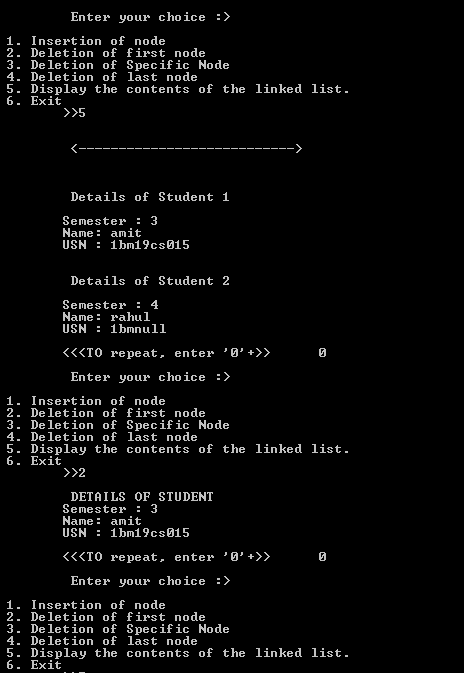 Enter your choice :>
1. Insertion of node
2. Deletion of first node
3. Deletion of Specific Node
4. Deletion of last node
5. Display the contents of the linked list.
6. Exit
>>5
<--------------------------->
Details of Student 1
Semester : 3
Name: amit
USN : 1bm19cs015
Details of Student 2
Semester : 4
Name: rahul
USN : 1bmnull
<<<TO repeat, enter '0'+>> 0
Enter your choice :>
1. Insertion of node
2. Deletion of first node
3. Deletion of Specific Node
4. Deletion of last node
5. Display the contents of the linked list.
6. Exit
>>2
DETAILS OF STUDENT
Semester : 3
Name: amit
USN : 1bm19cs015
<<<TO repeat, enter '0'+>> 0
Enter your choice :>
1. Insertion of node
2. Deletion of first node
3. Deletion of Specific Node
4. Deletion of last node
5. Display the contents of the linked list.
6. Exit